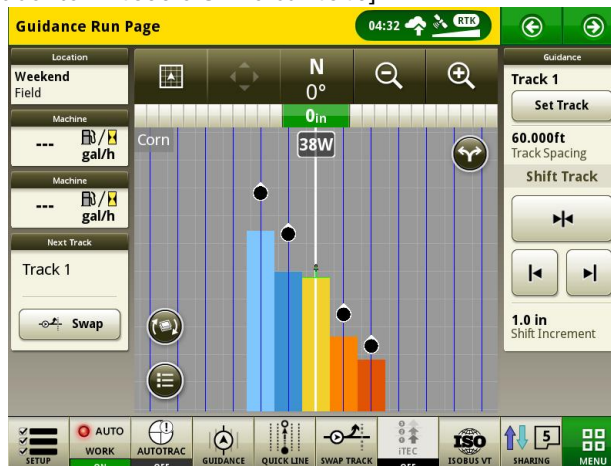 Guidance Run Page
04:32
RTK
Location
Weekend
Field
Machine
---
gal/h
Machine
---
gal/h
Next Track
Track 1
Swap
N
0°
0in
Corn
38W
Guidance
Track 1
Set Track
60.000ft
Track Spacing
Shift Track
1.0 in
Shift Increment
SETUP
AUTO
WORK
ON
AUTOTRAC
OFF
GUIDANCE
QUICK LINE
SWAP TRACK
iTEC
OFF
ISO
ISOBUS VT
5
SHARING
MENU